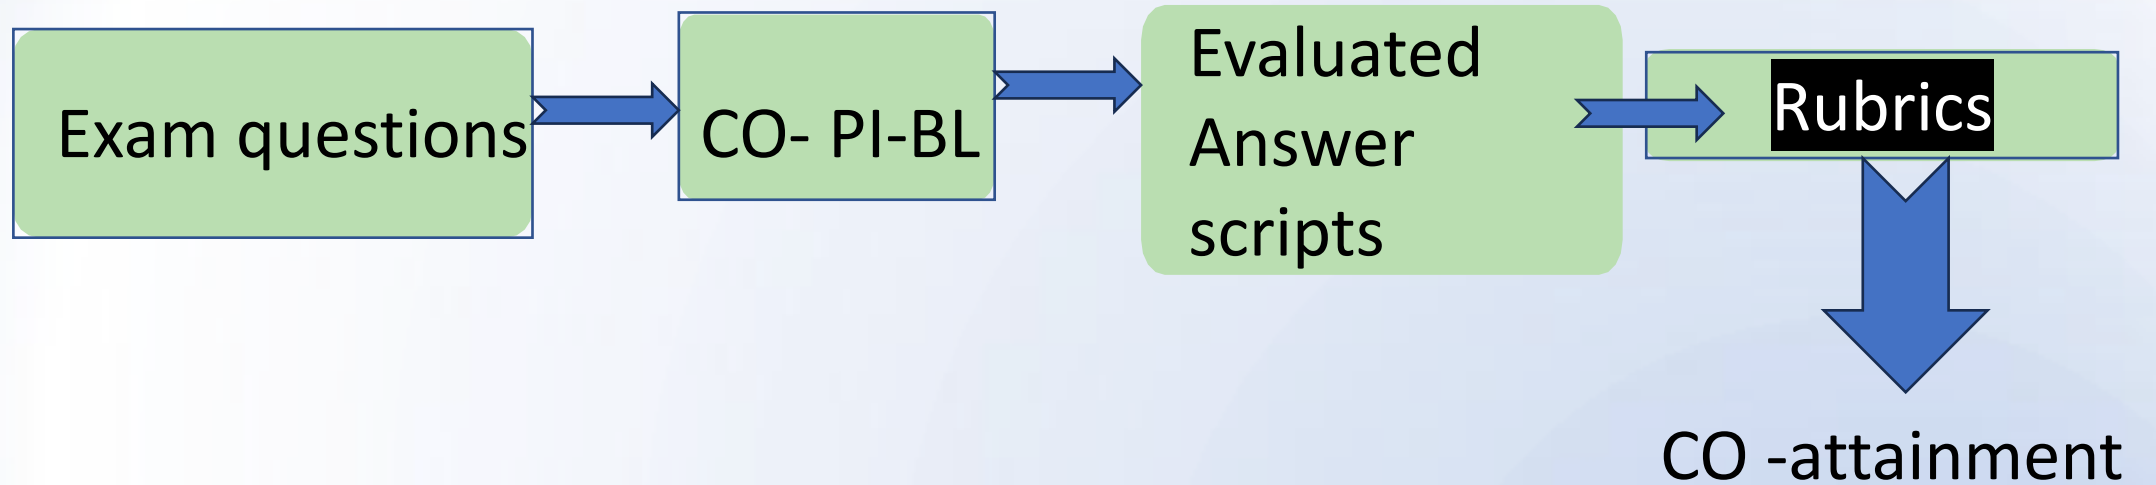 Exam questions
CO- PI-BL
Evaluated
Answer
scripts
Rubrics
CO -attainment